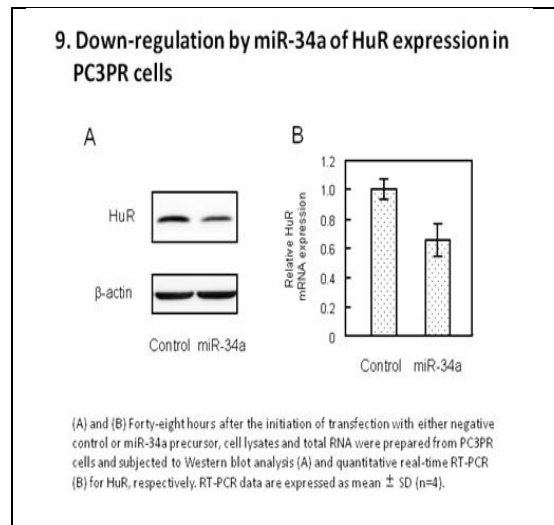 9. Down-regulation by miR-34a of HuR expression in
PC3PR cells
A
HuR
β-actin
Control miR-34a
B
Relative HuR
mRNA expression
1.2
1.0
0.8
0.6
0.4
0.2
0
Control miR-34a
(A) and (B) Forty-eight hours after the initiation of transfection with either negative
control or miR-34a precursor, cell lysates and total RNA were prepared from PC3PR
cells and subjected to Western blot analysis (A) and quantitative real-time RT-PCR
(B) for HuR, respectively. RT-PCR data are expressed as mean ± SD (n=4).